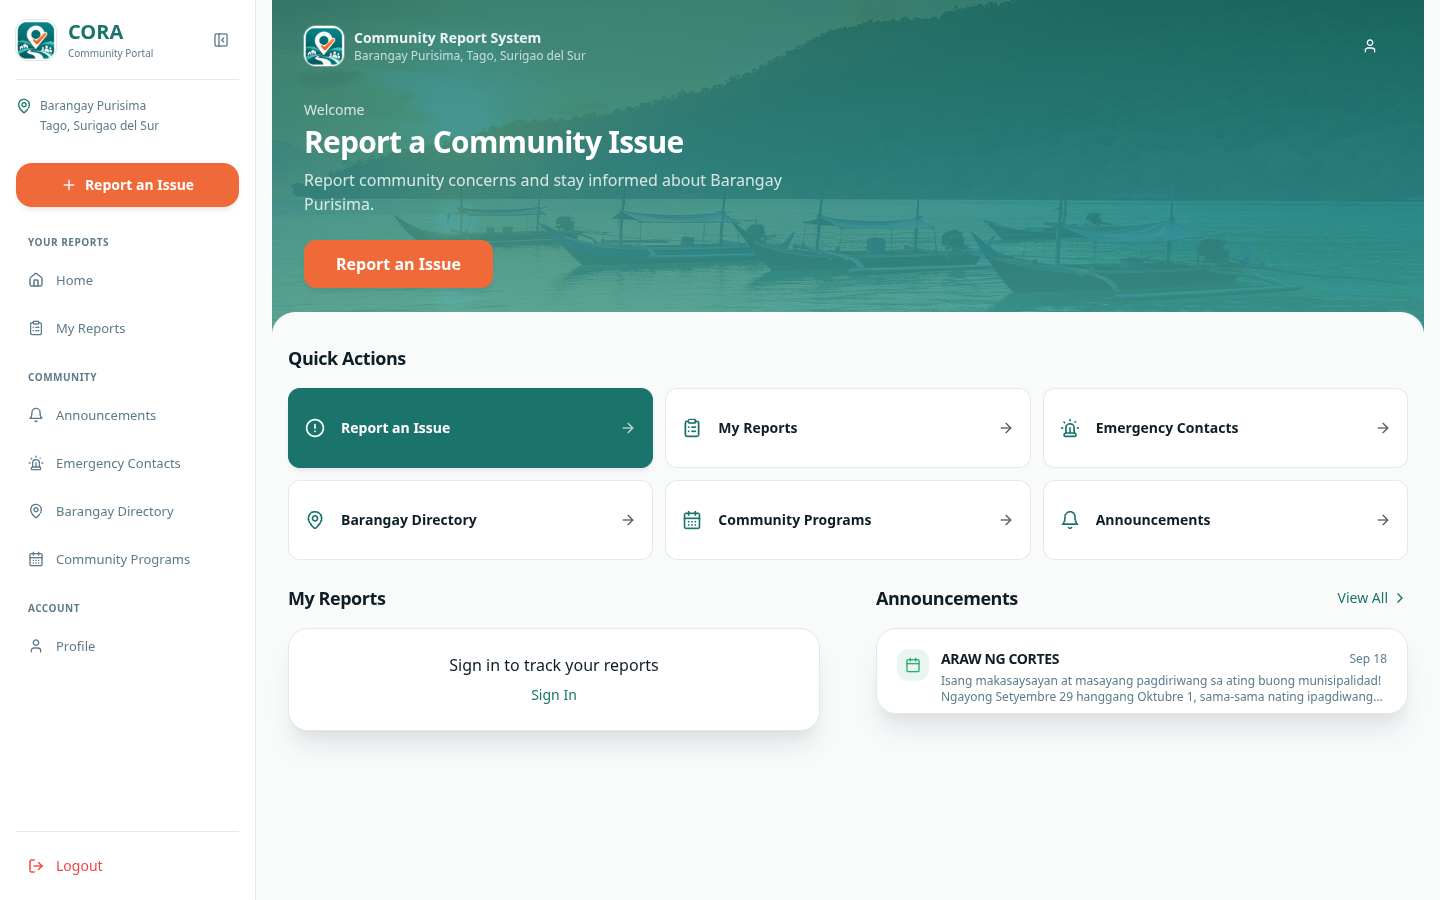 CORA
Community Portal
Barangay Purisima
Tago, Surigao del Sur
Report an Issue
YOUR REPORTS
Home
My Reports
COMMUNITY
Announcements
Emergency Contacts
Barangay Directory
Community Programs
ACCOUNT
Profile
Logout
Community Report System
Barangay Purisima, Tago, Surigao del Sur
Welcome
Report a Community Issue
Report community concerns and stay informed about Barangay
Purisima.
Report an Issue
Quick Actions
Report an Issue
My Reports
Emergency Contacts
Barangay Directory
Community Programs
Announcements
My Reports
Sign in to track your reports
Sign In
Announcements
View All
ARAW NG CORTES
Sep 18
Isang makasaysayan at masayang pagdiriwang sa ating buong munisipalidad!
Ngayong Setyembre 29 hanggang Oktubre 1, sama-sama nating ipagdiwang...